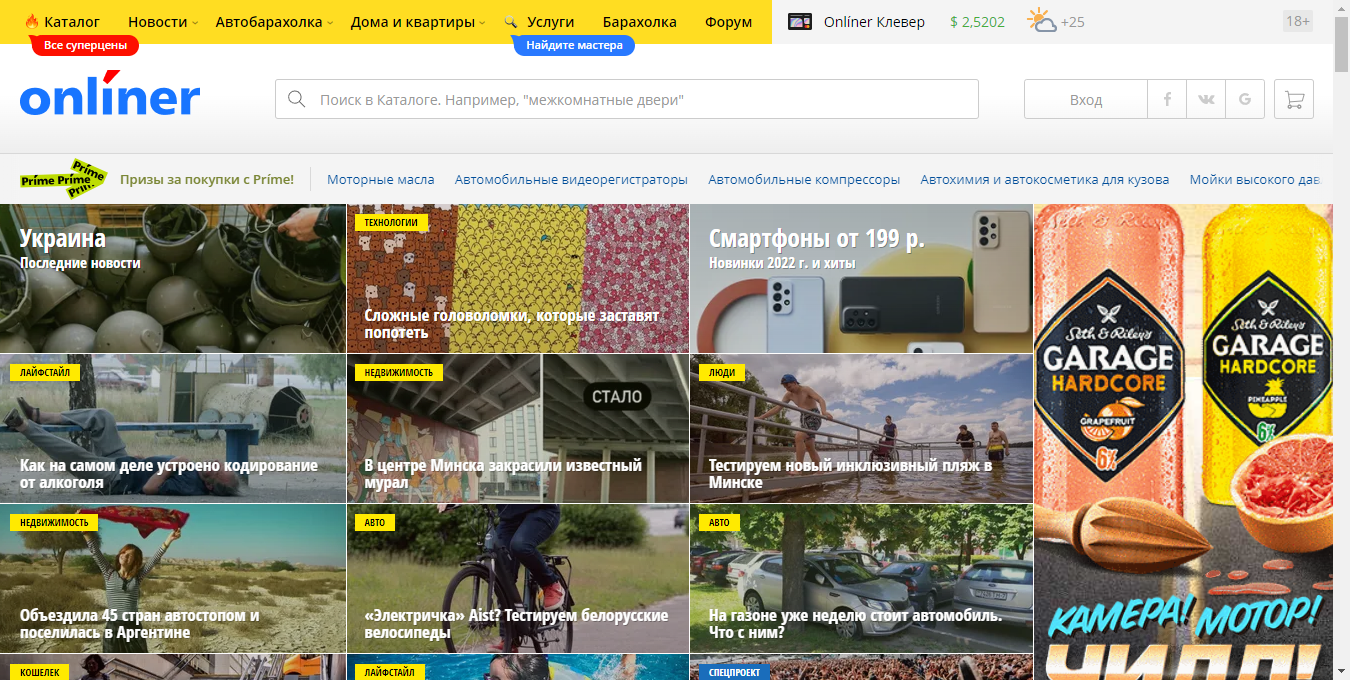 Каталог Новости Автобарахолка Дома и квартиры Услуги Барахолка Форум Onlíner Клевер $ 2,5202 +25 18+
Все суперцены Найдите мастера
onlíner
Поиск в Каталоге. Например, "межкомнатные двери"
Вход
Príme Príme Príme
Призы за покупки с Príme! Моторные масла Автомобильные видеорегистраторы Автомобильные компрессоры Автохимия и автокосметика для кузова Мойки высокого дав
Украина
Последние новости
ТЕХНОЛОГИИ
Сложные головоломки, которые заставят
попотеть
Смартфоны от 199 р.
Новинки 2022 г. и хиты
ЛАЙФСТАЙЛ
Как на самом деле устроено кодирование
от алкоголя
НЕДВИЖИМОСТЬ
СТАЛО
В центре Минска закрасили известный
мурал
ЛЮДИ
Тестируем новый инклюзивный пляж в
Минске
НЕДВИЖИМОСТЬ
Объездила 45 стран автостопом и
поселилась в Аргентине
АВТО
«Электричка» Aist? Тестируем белорусские
велосипеды
АВТО
На газоне уже неделю стоит автомобиль.
Что с ним?
КОШЕЛЕК
ЛАЙФСТАЙЛ
СПЕЦПРОЕКТ
Seth & Riley's
GARAGE
HARDCORE
GRAPEFRUIT
6%
Seth & Riley's
GARAGE
HARDCORE
PINEAPPLE
6%
КАМЕРА! МОТОР!
ЧИЛЛ!